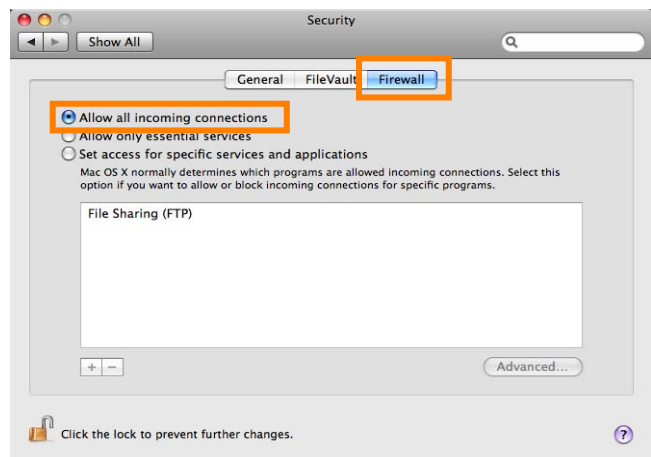 Security
Show All
General FileVault Firewall
Allow all incoming connections
Allow only essential services
Set access for specific services and applications
Mac OS X normally determines which programs are allowed incoming connections. Select this
option if you want to allow or block incoming connections for specific programs.
File Sharing (FTP)
+ −
Advanced...
Click the lock to prevent further changes.
?